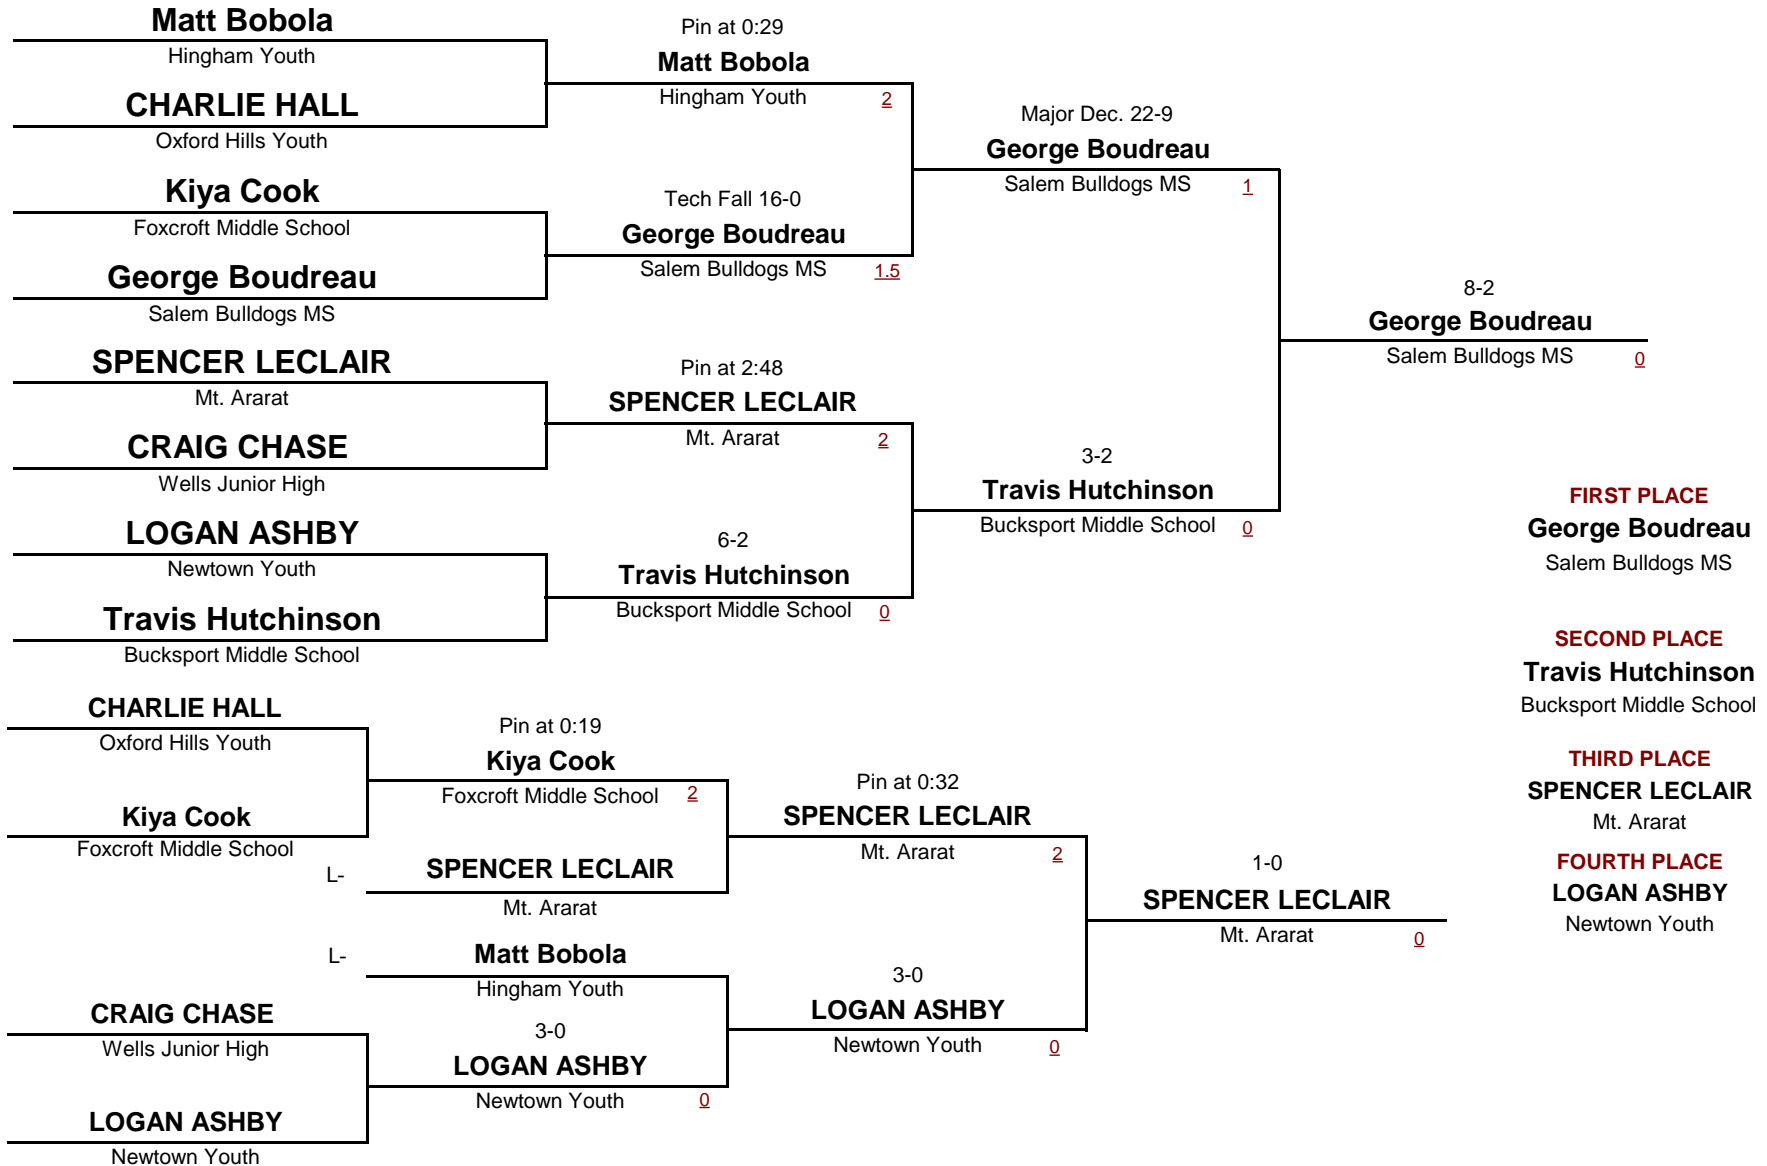 Matt Bobola
Hingham Youth
CHARLIE HALL
Oxford Hills Youth
Kiya Cook
Foxcroft Middle School
George Boudreau
Salem Bulldogs MS
SPENCER LECLAIR
Mt. Ararat
CRAIG CHASE
Wells Junior High
LOGAN ASHBY
Newtown Youth
Travis Hutchinson
Bucksport Middle School
Pin at 0:29
Matt Bobola
Hingham Youth 2
Tech Fall 16-0
George Boudreau
Salem Bulldogs MS 1.5
Pin at 2:48
SPENCER LECLAIR
Mt. Ararat 2
6-2
Travis Hutchinson
Bucksport Middle School 0
Major Dec. 22-9
George Boudreau
Salem Bulldogs MS 1
3-2
Travis Hutchinson
Bucksport Middle School 0
8-2
George Boudreau
Salem Bulldogs MS 0
CHARLIE HALL
Oxford Hills Youth
Kiya Cook
Foxcroft Middle School
CRAIG CHASE
Wells Junior High
LOGAN ASHBY
Newtown Youth
Pin at 0:19
Kiya Cook
Foxcroft Middle School 2
L-
SPENCER LECLAIR
Mt. Ararat
L-
Matt Bobola
Hingham Youth
3-0
LOGAN ASHBY
Newtown Youth 0
Pin at 0:32
SPENCER LECLAIR
Mt. Ararat 2
3-0
LOGAN ASHBY
Newtown Youth 0
1-0
SPENCER LECLAIR
Mt. Ararat 0
FIRST PLACE
George Boudreau
Salem Bulldogs MS
SECOND PLACE
Travis Hutchinson
Bucksport Middle School
THIRD PLACE
SPENCER LECLAIR
Mt. Ararat
FOURTH PLACE
LOGAN ASHBY
Newtown Youth